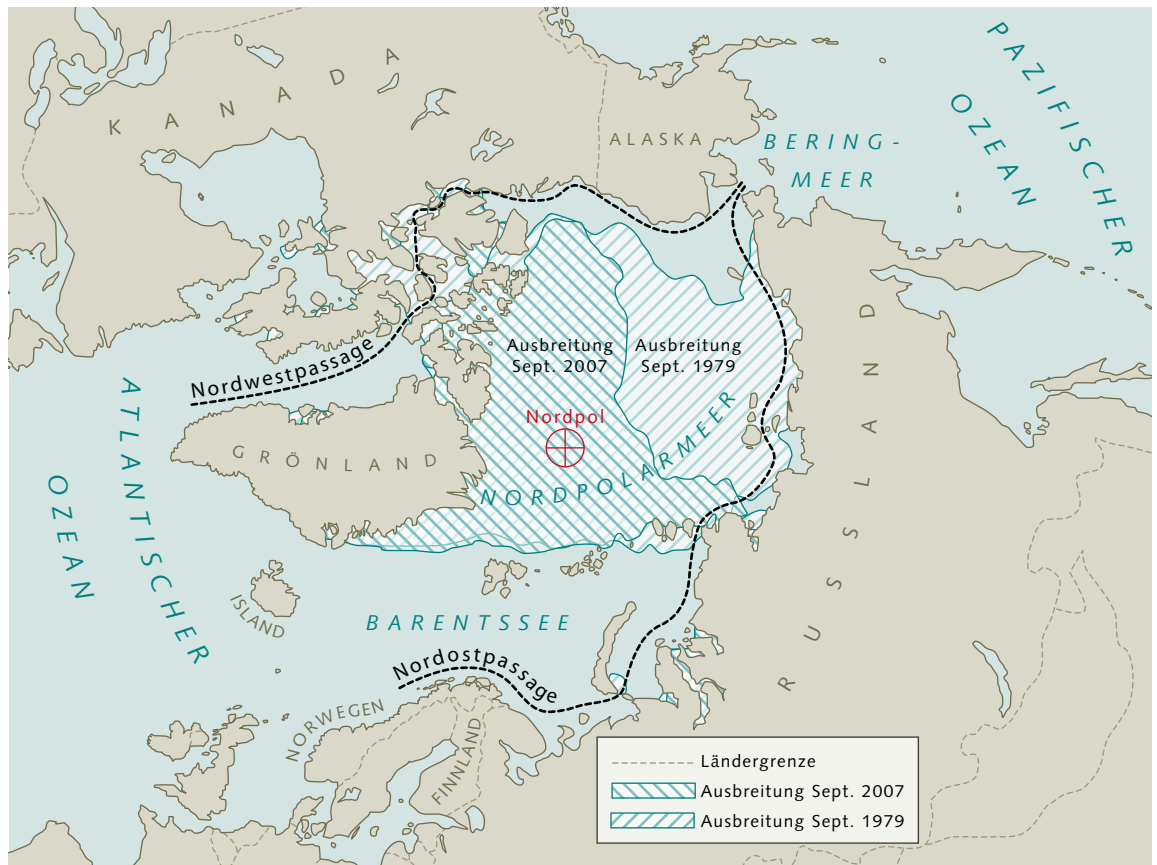 PAZIFISCHER
OZEAN
KANADA
ALASKA
BERING-
MEER
Ausbreitung
Sept. 2007
Ausbreitung
Sept. 1979
Nordwestpassage
Nordpol
GRÖNLAND
NORDPOLARMEER
RUSSLAND
ATLANTISCHER
OZEAN
ISLAND
BARENTSSEE
Nordostpassage
NORWEGEN
FINNLAND
Ländergrenze
Ausbreitung Sept. 2007
Ausbreitung Sept. 1979